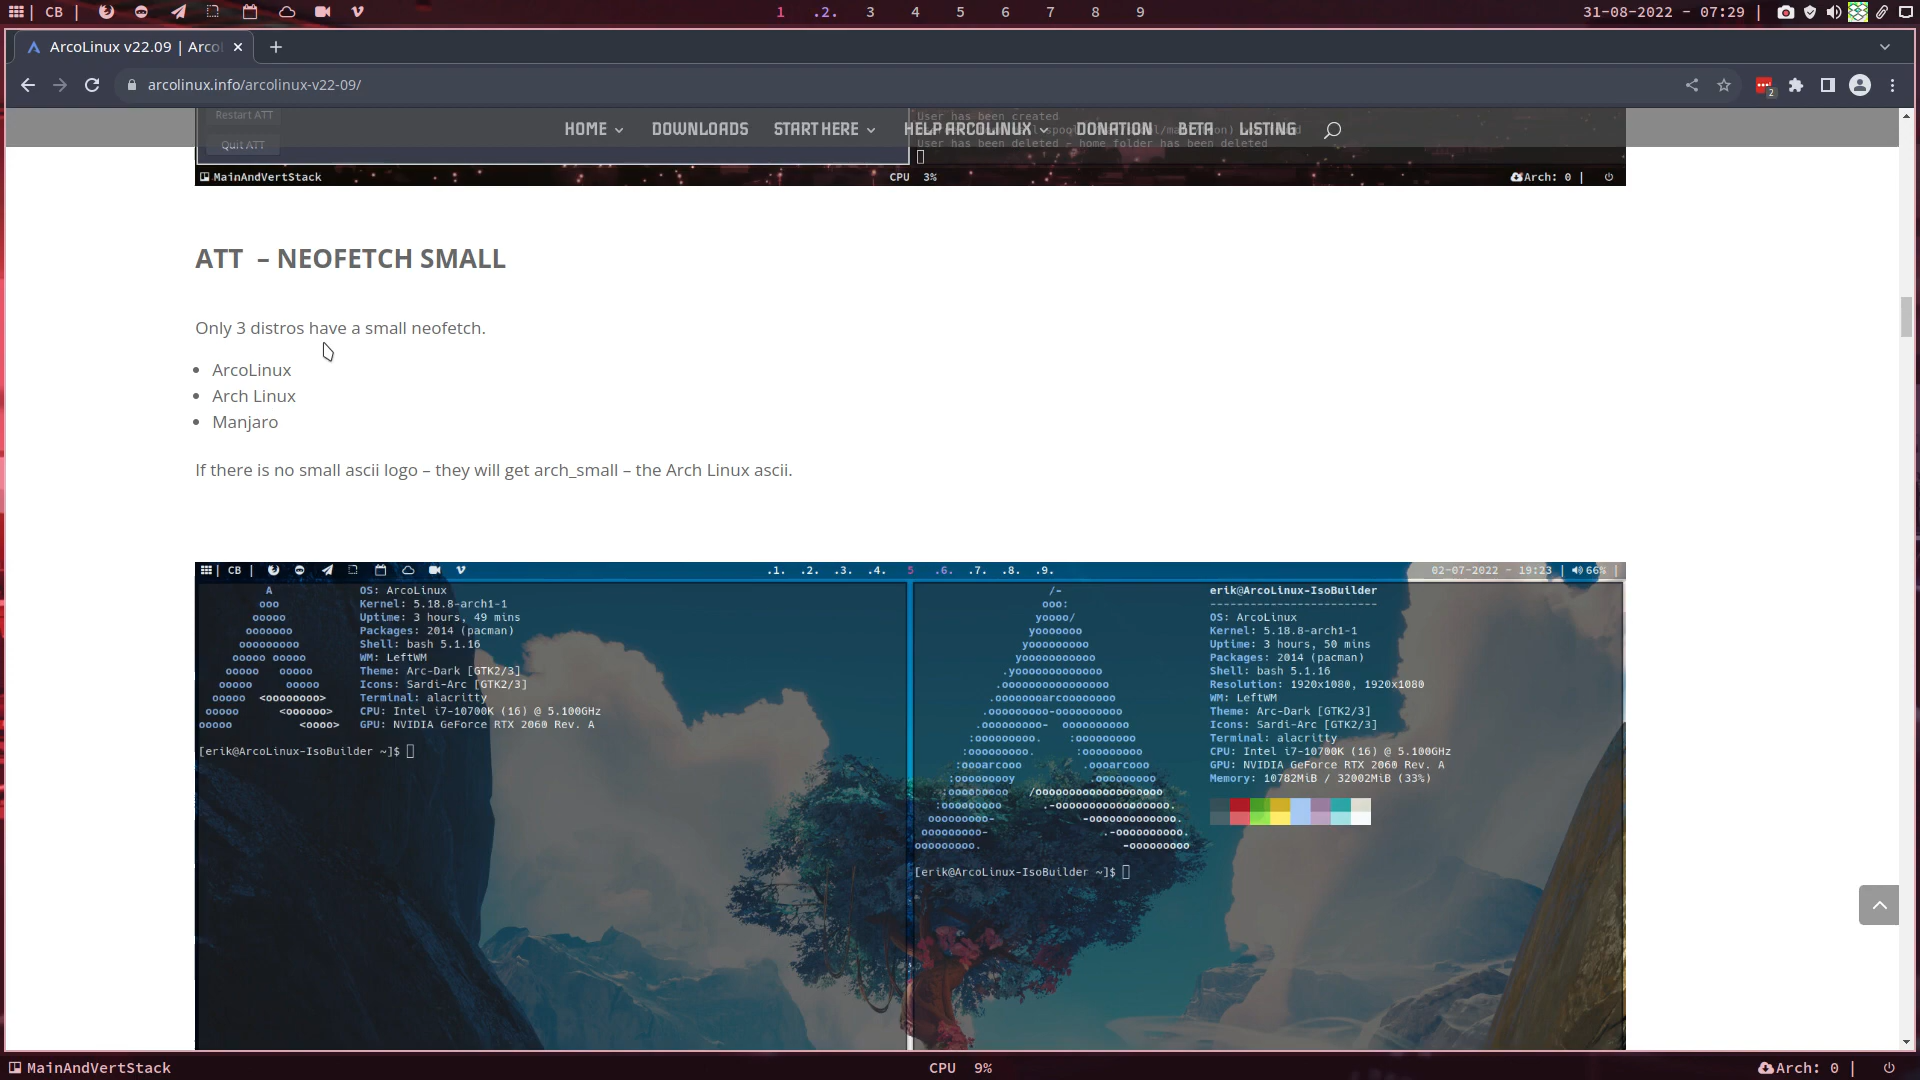 CB
1 .2. 3 4 5 6 7 8 9
31-08-2022 - 07:29
ArcoLinux v22.09 | Arco
arcolinux.info/arcolinux-v22-09/
2
Restart ATT
User has been created
HOME DOWNLOADS START HERE HELP ARCOLINUX DONATION BETA LISTING
Quit ATT
User has been deleted - home folder has been deleted
MainAndVertStack CPU 3% Arch: 0 |
ATT – NEOFETCH SMALL
Only 3 distros have a small neofetch.
ArcoLinux
Arch Linux
Manjaro
If there is no small ascii logo – they will get arch_small – the Arch Linux ascii.
| CB | .1. .2. .3. .4. 5 .6. .7. .8. .9. 02-07-2022 - 19:23 | 66% |
OS: ArcoLinux
Kernel: 5.18.8-arch1-1
Uptime: 3 hours, 49 mins
Packages: 2014 (pacman)
Shell: bash 5.1.16
WM: LeftWM
Theme: Arc-Dark [GTK2/3]
Icons: Sardi-Arc [GTK2/3]
Terminal: alacritty
CPU: Intel i7-10700K (16) @ 5.100GHz
GPU: NVIDIA GeForce RTX 2060 Rev. A
[erik@ArcoLinux-IsoBuilder ~]$
erik@ArcoLinux-IsoBuilder
-------------------------
OS: ArcoLinux
Kernel: 5.18.8-arch1-1
Uptime: 3 hours, 50 mins
Packages: 2014 (pacman)
Shell: bash 5.1.16
Resolution: 1920x1080, 1920x1080
WM: LeftWM
Theme: Arc-Dark [GTK2/3]
Icons: Sardi-Arc [GTK2/3]
Terminal: alacritty
CPU: Intel i7-10700K (16) @ 5.100GHz
GPU: NVIDIA GeForce RTX 2060 Rev. A
Memory: 10782MiB / 32002MiB (33%)
[erik@ArcoLinux-IsoBuilder ~]$
MainAndVertStack CPU 9% Arch: 0 |